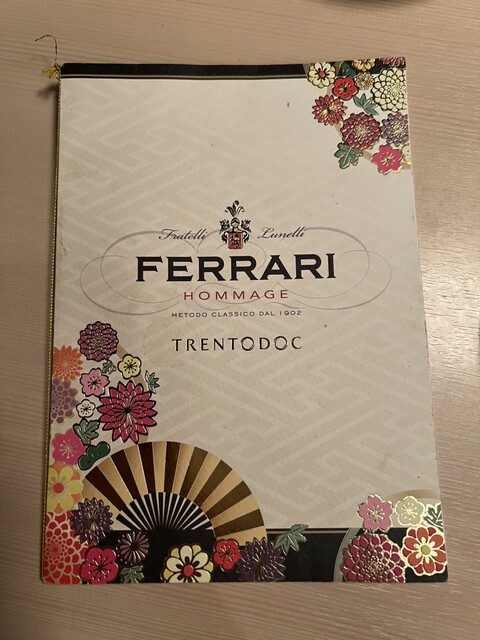 Fratelli Lunelli
FERRARI
HOMMAGE
METODO CLASSICO DAL 1902
TRENTODOC